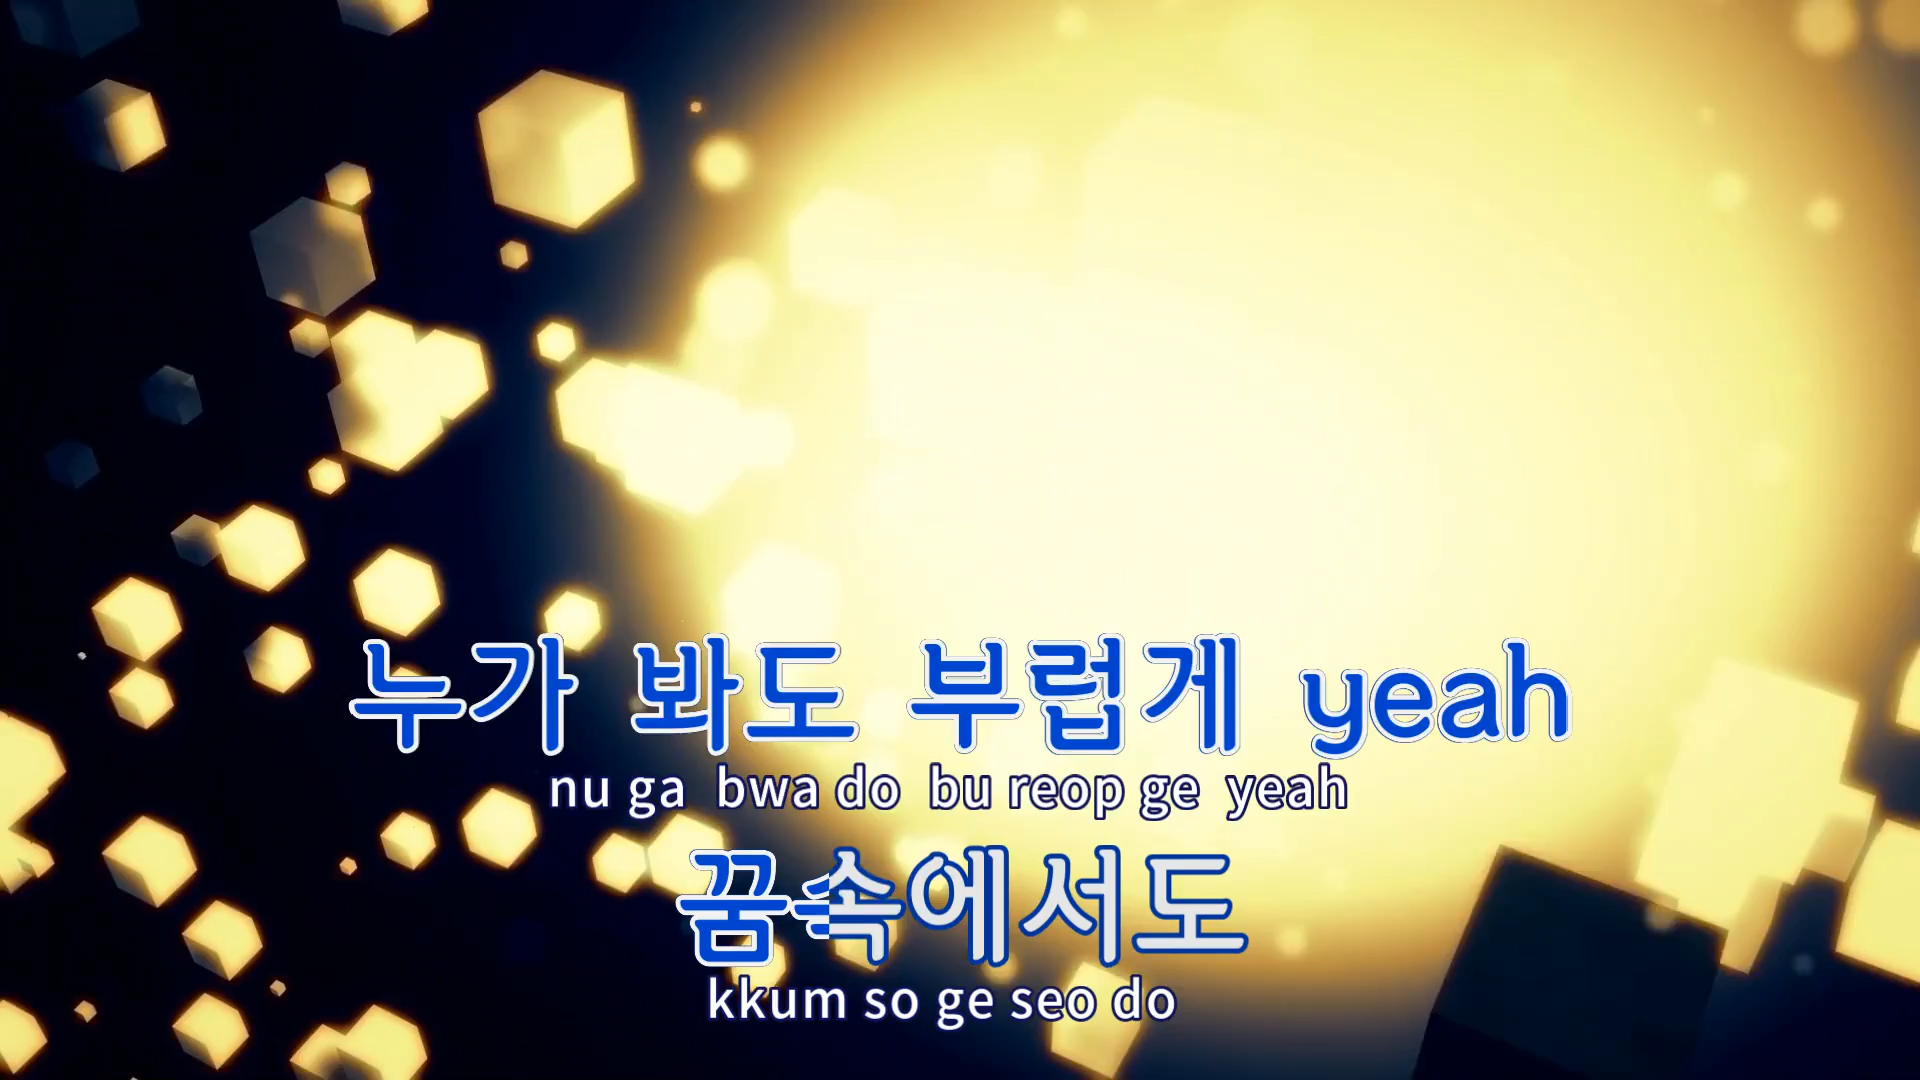 누가 봐도 부럽게 yeah
nu ga bwa do bu reop ge yeah
꿈속에서도
kkum so ge seo do